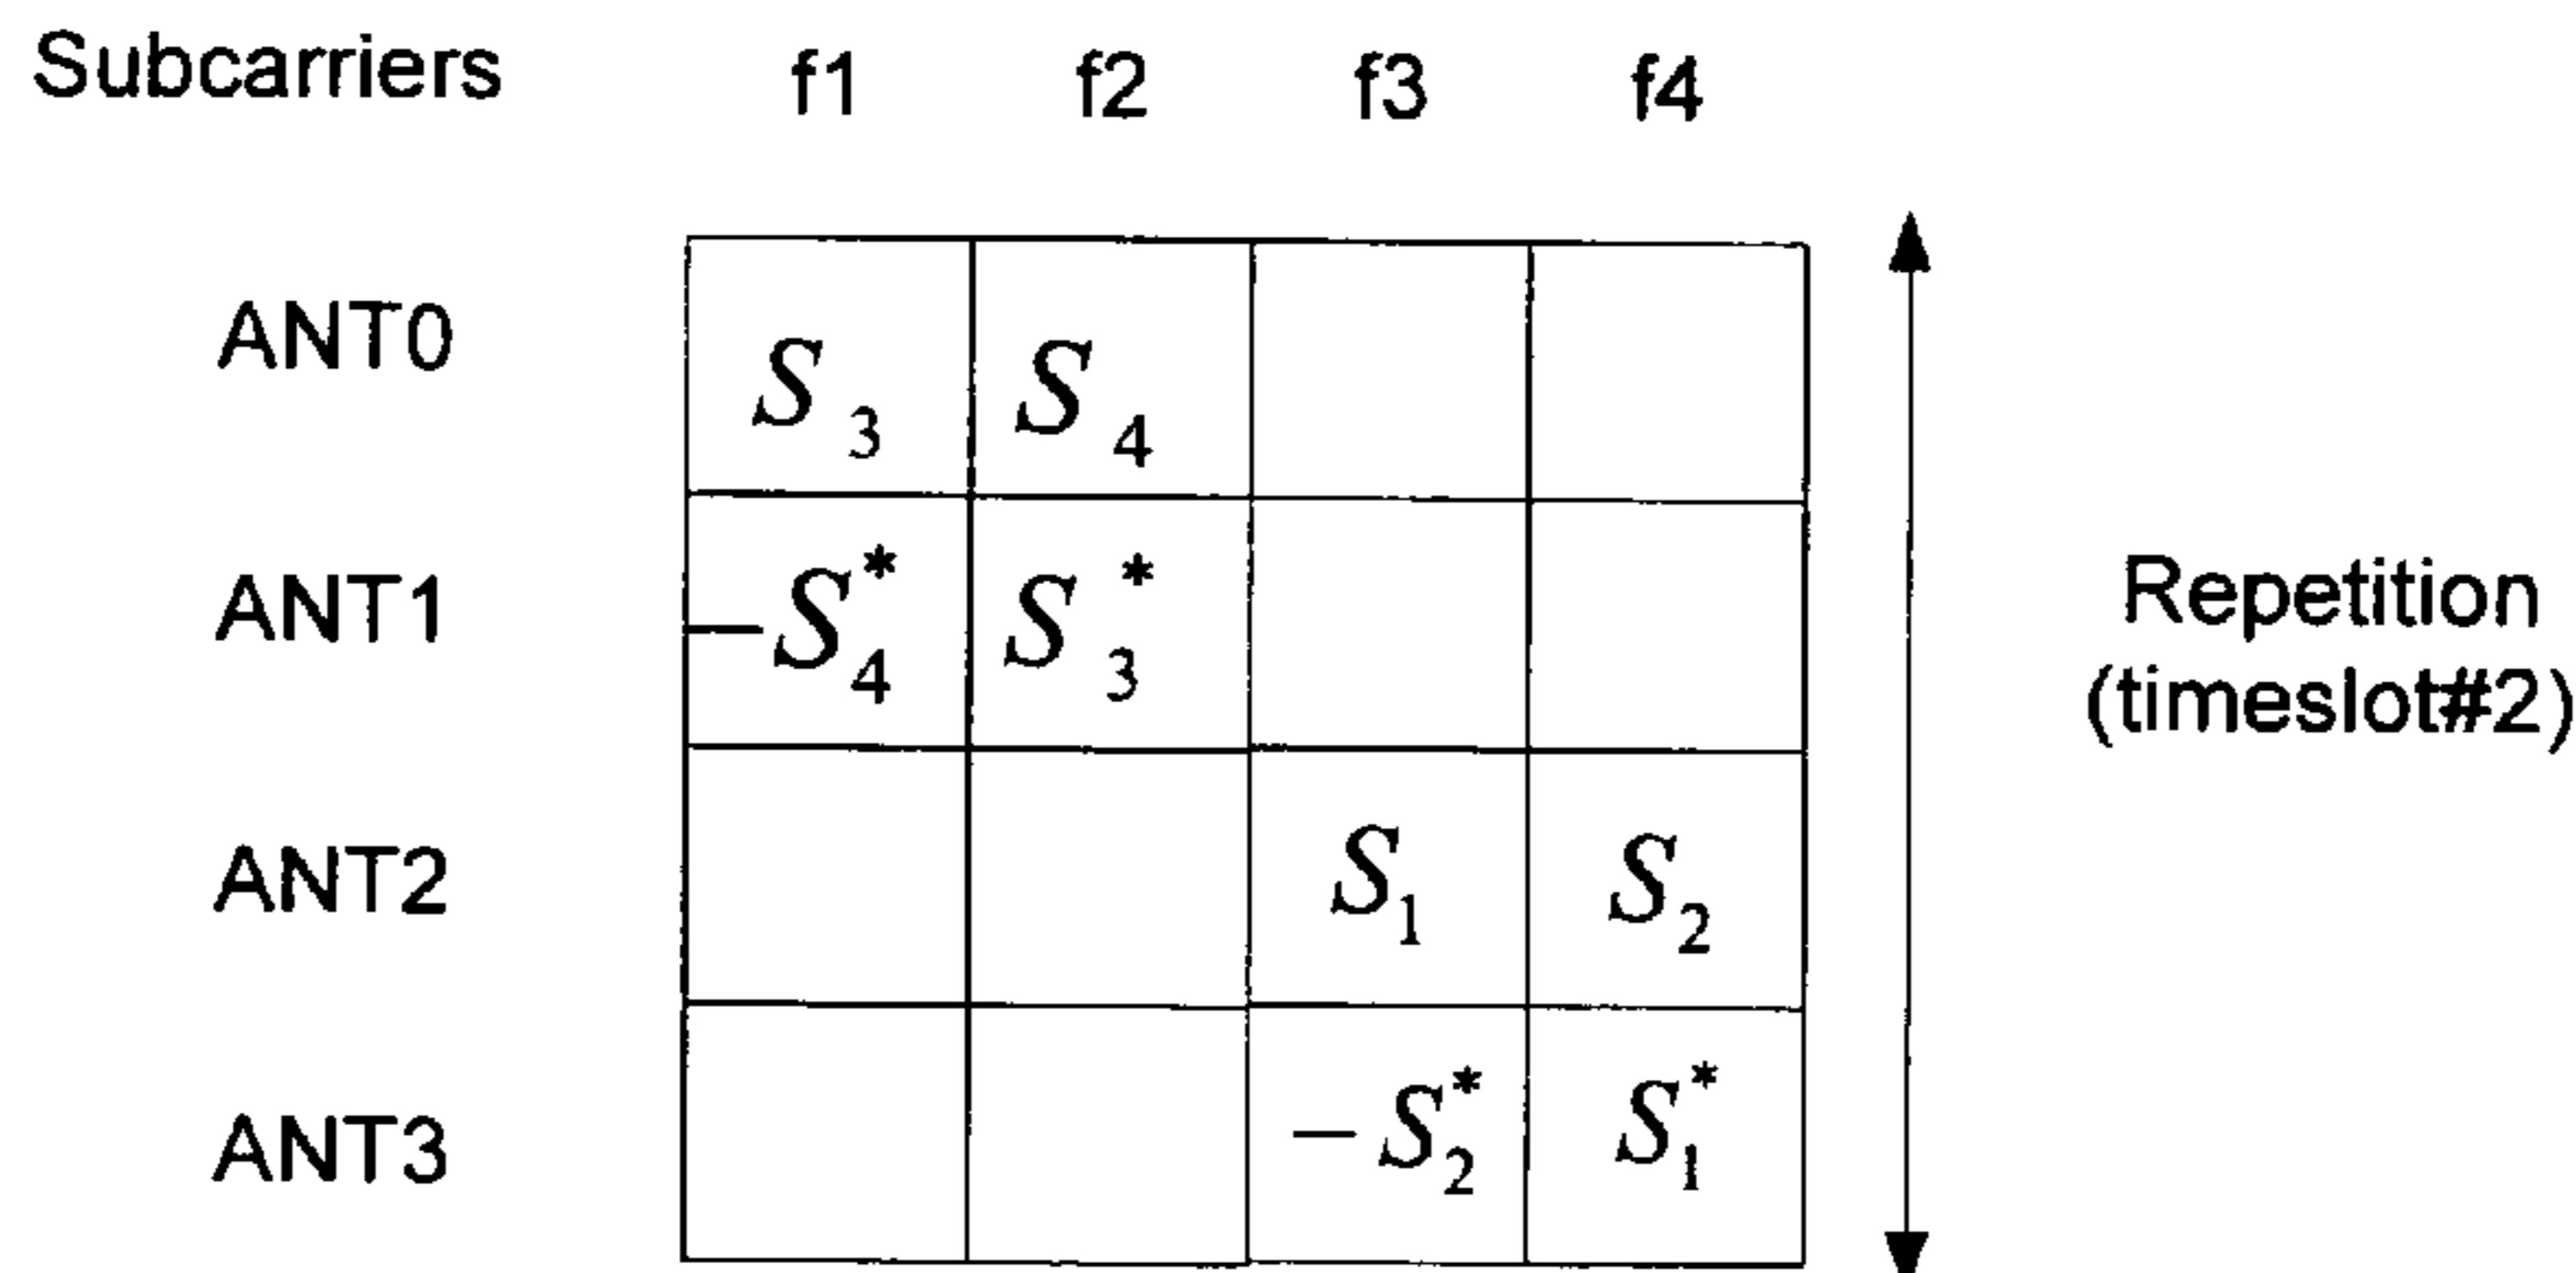 Subcarriers f1 f2 f3 f4
ANT0 S₃ S₄
ANT1 −S₄* S₃* Repetition
(timeslot#2)
ANT2 S₁ S₂
ANT3 −S₂* S₁*